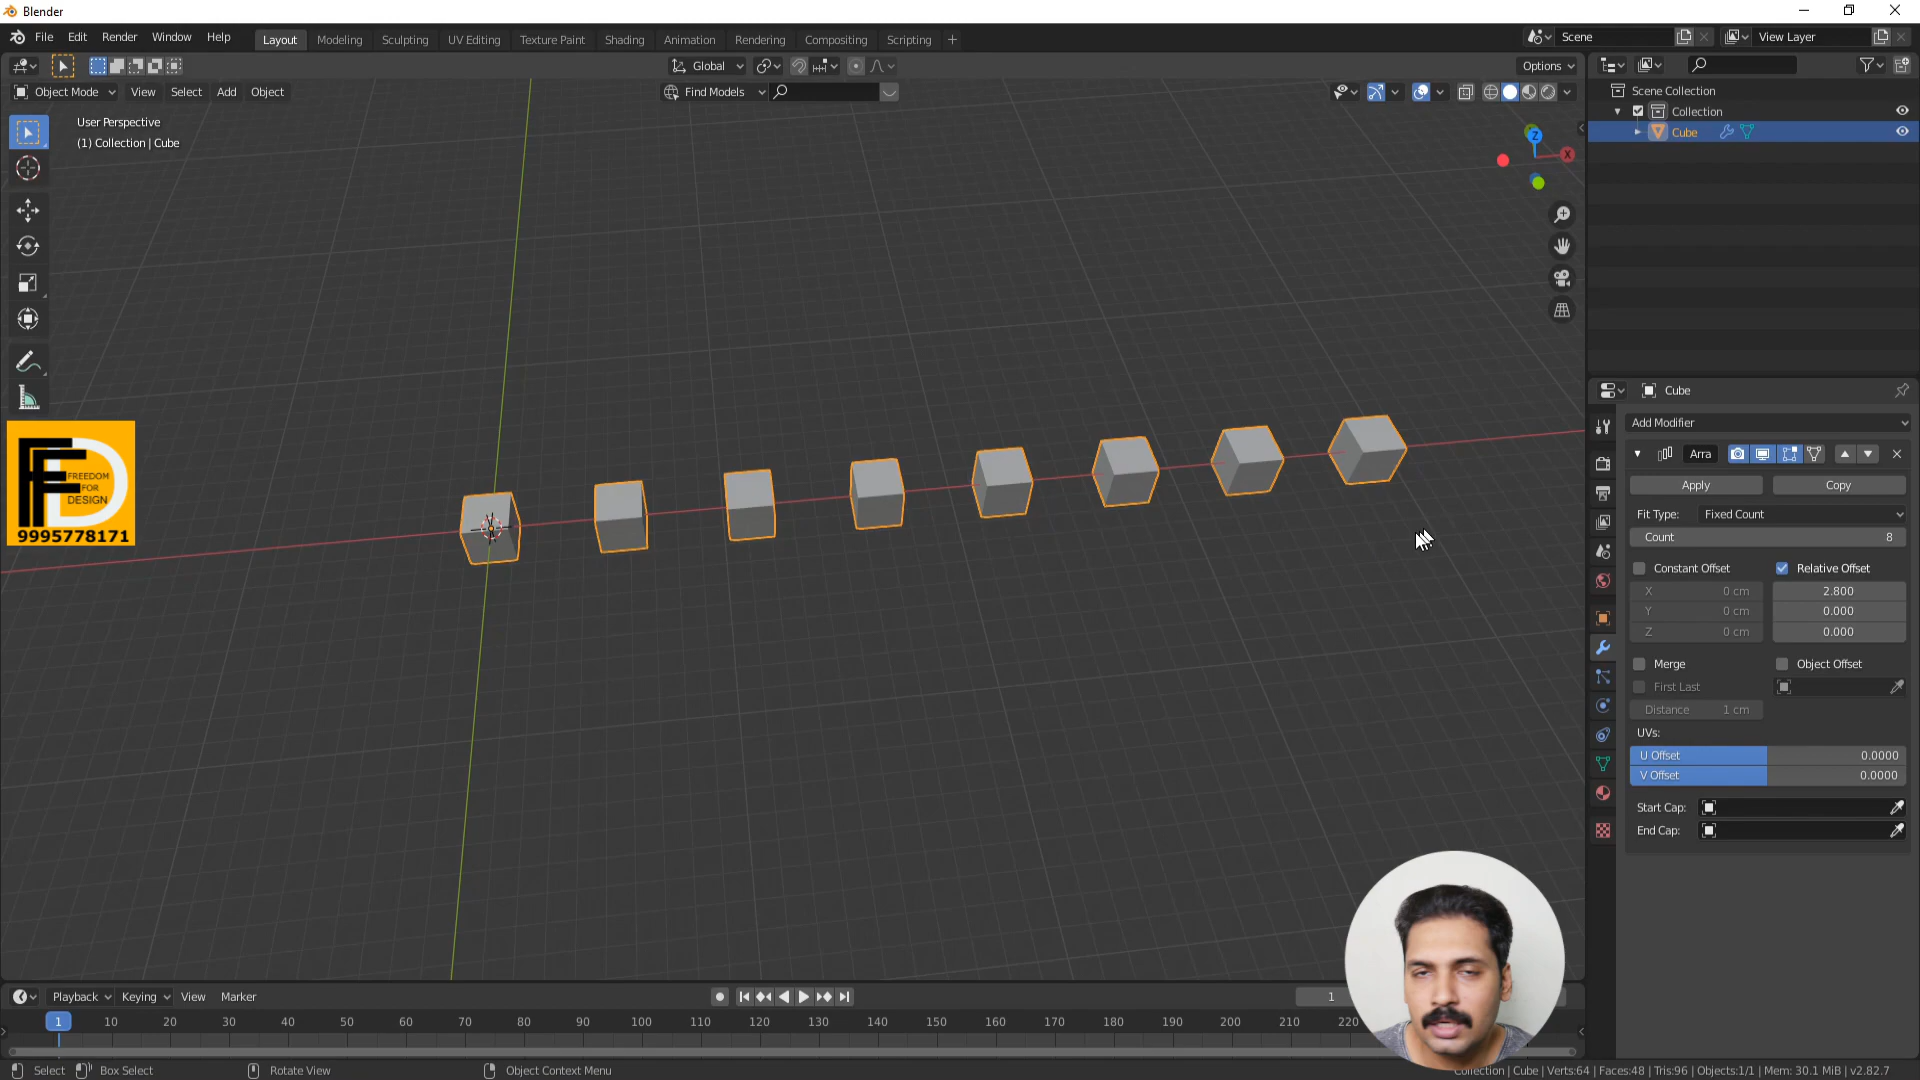 Blender
File Edit Render Window Help Layout Modeling Sculpting UV Editing Texture Paint Shading Animation Rendering Compositing Scripting Scene View Layer
Global Options
Object Mode View Select Add Object Find Models
User Perspective
(1) Collection | Cube
Scene Collection
Collection
Cube
Z
X
FREEDOM
FOR
DESIGN
9995778171
Cube
Add Modifier
Arra
Apply Copy
Fit Type: Fixed Count
Count 8
Constant Offset Relative Offset
X 0 cm 2.800
Y 0 cm 0.000
Z 0 cm 0.000
Merge Object Offset
First Last
Distance 1 cm
UVs:
U Offset 0.0000
V Offset 0.0000
Start Cap:
End Cap:
Playback Keying View Marker 1
1 10 20 30 40 50 60 70 80 90 100 110 120 130 140 150 160 170 180 190 200 210 220
Select Box Select Rotate View Object Context Menu Collection | Cube | Verts:64 | Faces:48 | Tris:96 | Objects:1/1 | Mem: 30.1 MiB | v2.82.7